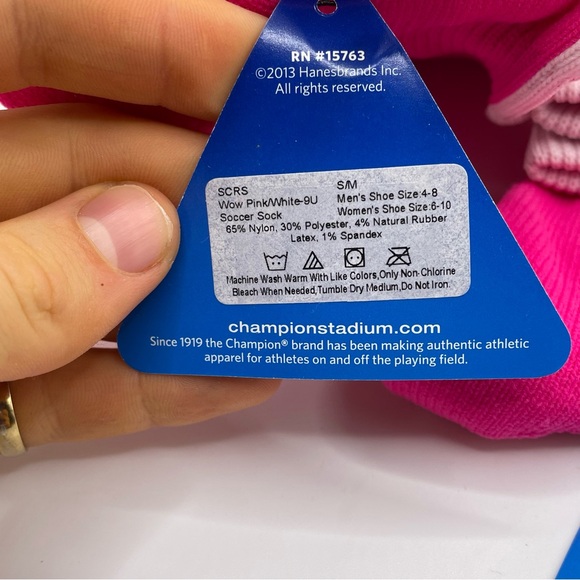 RN #15763
©2013 Hanesbrands Inc.
All rights reserved.
SCRS
Wow Pink/White-9U
Soccer Sock
S/M
Men's Shoe Size:4-8
Women's Shoe Size:6-10
65% Nylon, 30% Polyester, 4% Natural Rubber
Latex, 1% Spandex
Machine Wash Warm With Like Colors,Only Non-Chlorine
Bleach When Needed,Tumble Dry Medium,Do Not Iron.
championstadium.com
Since 1919 the Champion® brand has been making authentic athletic
apparel for athletes on and off the playing field.